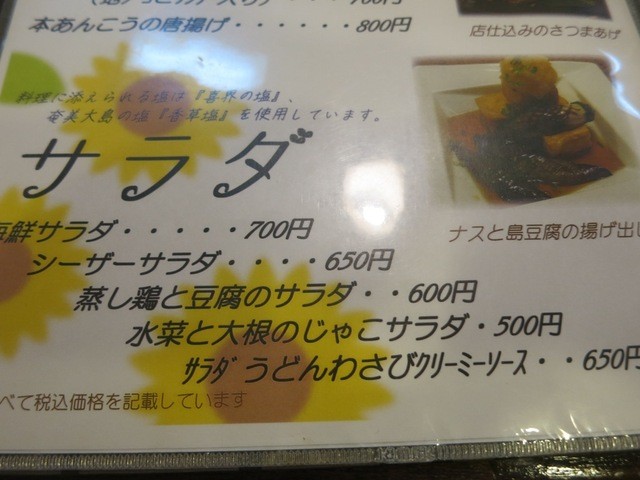 700円
本あんこうの唐揚げ・・・・・・800円
店仕込みのさつまあげ
料理に添えられる塩は『喜界の塩』、
奄美大島の塩『香草塩』を使用しています。
サラダ
海鮮サラダ・・・・・700円
ナスと島豆腐の揚げ出し
シーザーサラダ・・・・650円
蒸し鶏と豆腐のサラダ・・600円
水菜と大根のじゃこサラダ・500円
ｻﾗﾀﾞうどんわさびｸﾘｰﾐｰソース・・650円
べて税込価格を記載しています